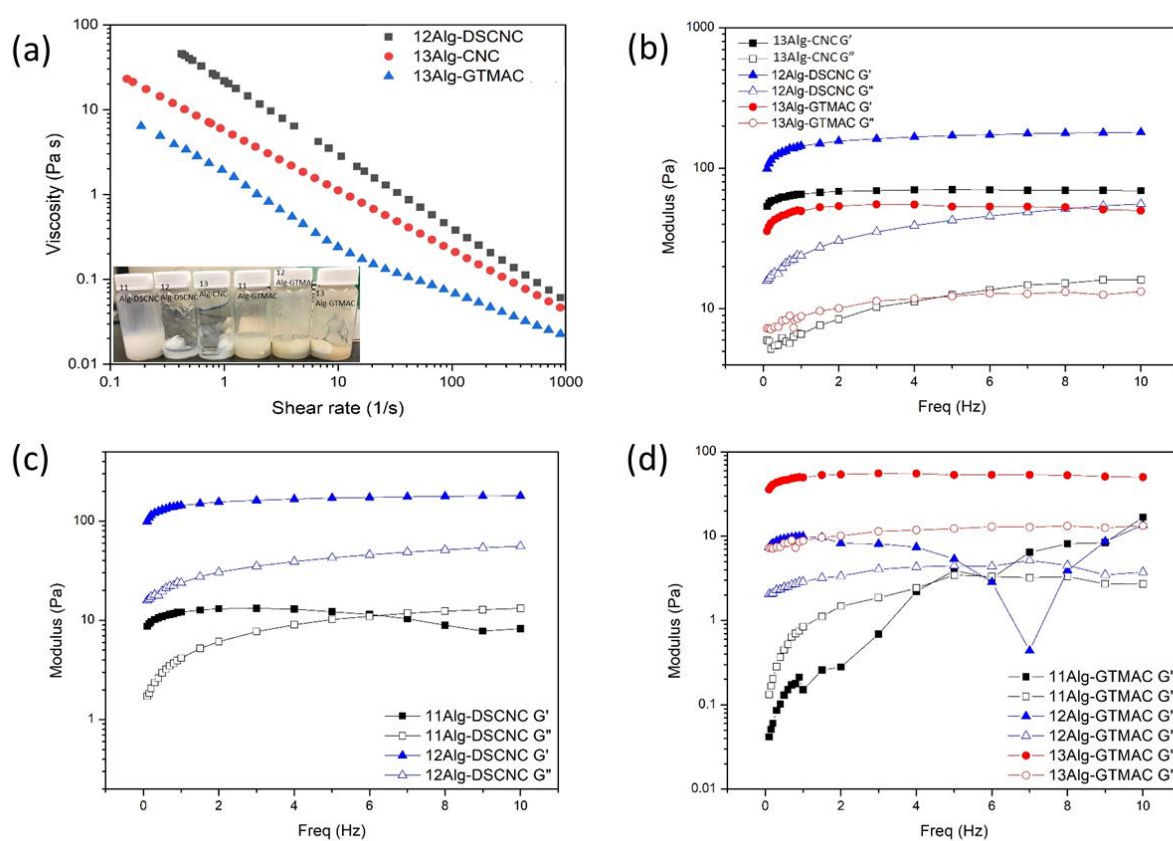 (a)
Viscosity (Pa s)
100
10
1
0.1
0.01
12Alg-DSCNC
13Alg-CNC
13Alg-GTMAC
11
Alg-DSCNC
12
Alg-DSCNC
13
Alg-CNC
11
Alg-GTMAC
12
Alg-GTMAC
13
Alg-GTMAC
0.1 1 10 100 1000
Shear rate (1/s)
(b)
Modulus (Pa)
1000
100
10
13Alg-CNC G'
13Alg-CNC G"
12Alg-DSCNC G'
12Alg-DSCNC G"
13Alg-GTMAC G'
13Alg-GTMAC G"
0 2 4 6 8 10
Freq (Hz)
(c)
Modulus (Pa)
100
10
1
11Alg-DSCNC G'
11Alg-DSCNC G"
12Alg-DSCNC G'
12Alg-DSCNC G"
0 2 4 6 8 10
Freq (Hz)
(d)
Modulus (Pa)
100
10
1
0.1
0.01
11Alg-GTMAC G'
11Alg-GTMAC G'
12Alg-GTMAC G'
12Alg-GTMAC G'
13Alg-GTMAC G'
13Alg-GTMAC G'
0 2 4 6 8 10
Freq (Hz)